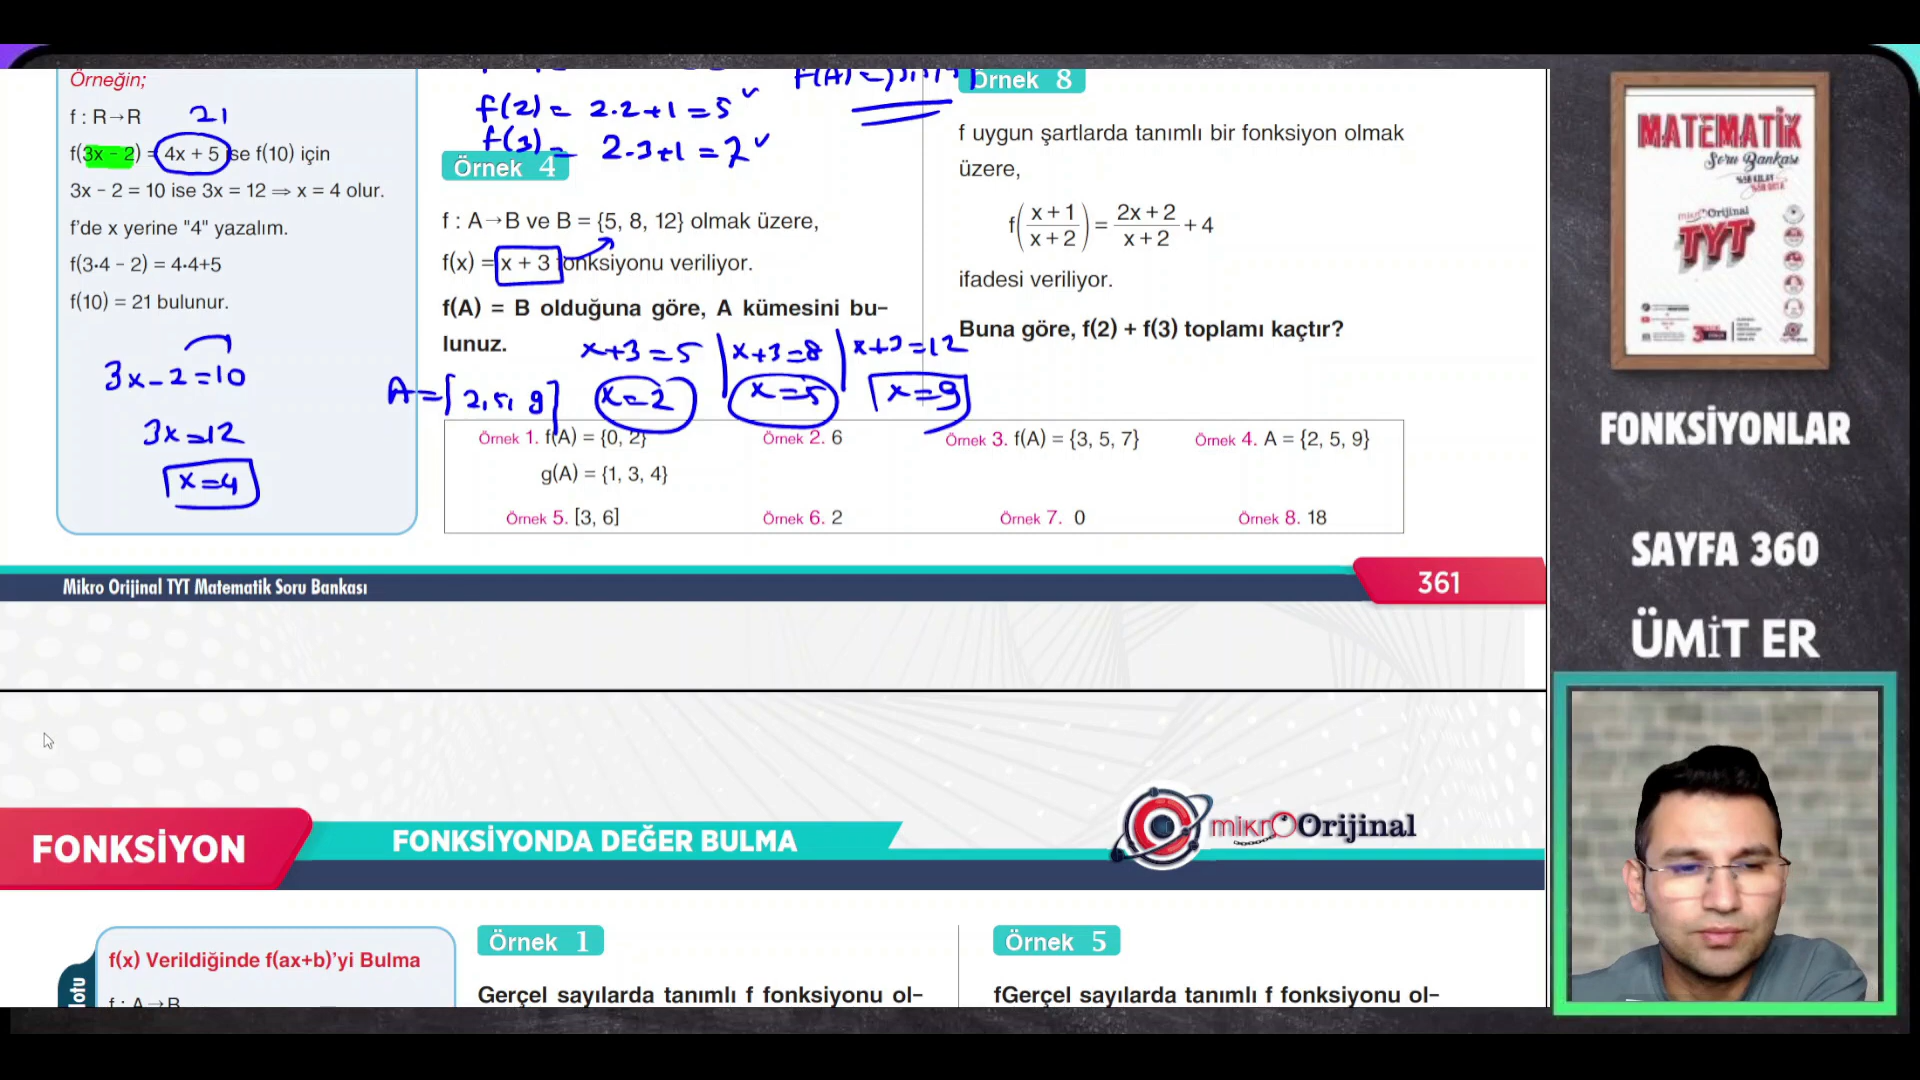 Örneğin;
f : R→R
21
f(3x – 2) = 4x + 5 ise f(10) için
3x – 2 = 10 ise 3x = 12 ⇒ x = 4 olur.
f'de x yerine "4" yazalım.
f(3•4 – 2) = 4•4+5
f(10) = 21 bulunur.
3x–2=10
3x=12
x=4
f(2) = 2.2+1=5
f(3) = 2.3+1=7
Örnek 4
f : A→B ve B = {5, 8, 12} olmak üzere,
f(x) = x + 3 fonksiyonu veriliyor.
f(A) = B olduğuna göre, A kümesini bu-
lunuz.
x+3=5 | x+3=8 | x+3=12
A={2,5,9} x=2 x=5 x=9
Örnek 8
f uygun şartlarda tanımlı bir fonksiyon olmak
üzere,
f((x + 1)/(x + 2)) = (2x + 2)/(x + 2) + 4
ifadesi veriliyor.
Buna göre, f(2) + f(3) toplamı kaçtır?
Örnek 1. f(A) = {0, 2} Örnek 2. 6 Örnek 3. f(A) = {3, 5, 7} Örnek 4. A = {2, 5, 9}
g(A) = {1, 3, 4}
Örnek 5. [3, 6] Örnek 6. 2 Örnek 7. 0 Örnek 8. 18
Mikro Orijinal TYT Matematik Soru Bankası
361
FONKSİYON
FONKSİYONDA DEĞER BULMA
mikro Orijinal
f(x) Verildiğinde f(ax+b)'yi Bulma
f : A→B
Örnek 1
Gerçel sayılarda tanımlı f fonksiyonu ol–
Örnek 5
fGerçel sayılarda tanımlı f fonksiyonu ol–
MATEMATİK
Soru Bankası
mikro Orijinal
TYT
FONKSİYONLAR
SAYFA 360
ÜMİT ER